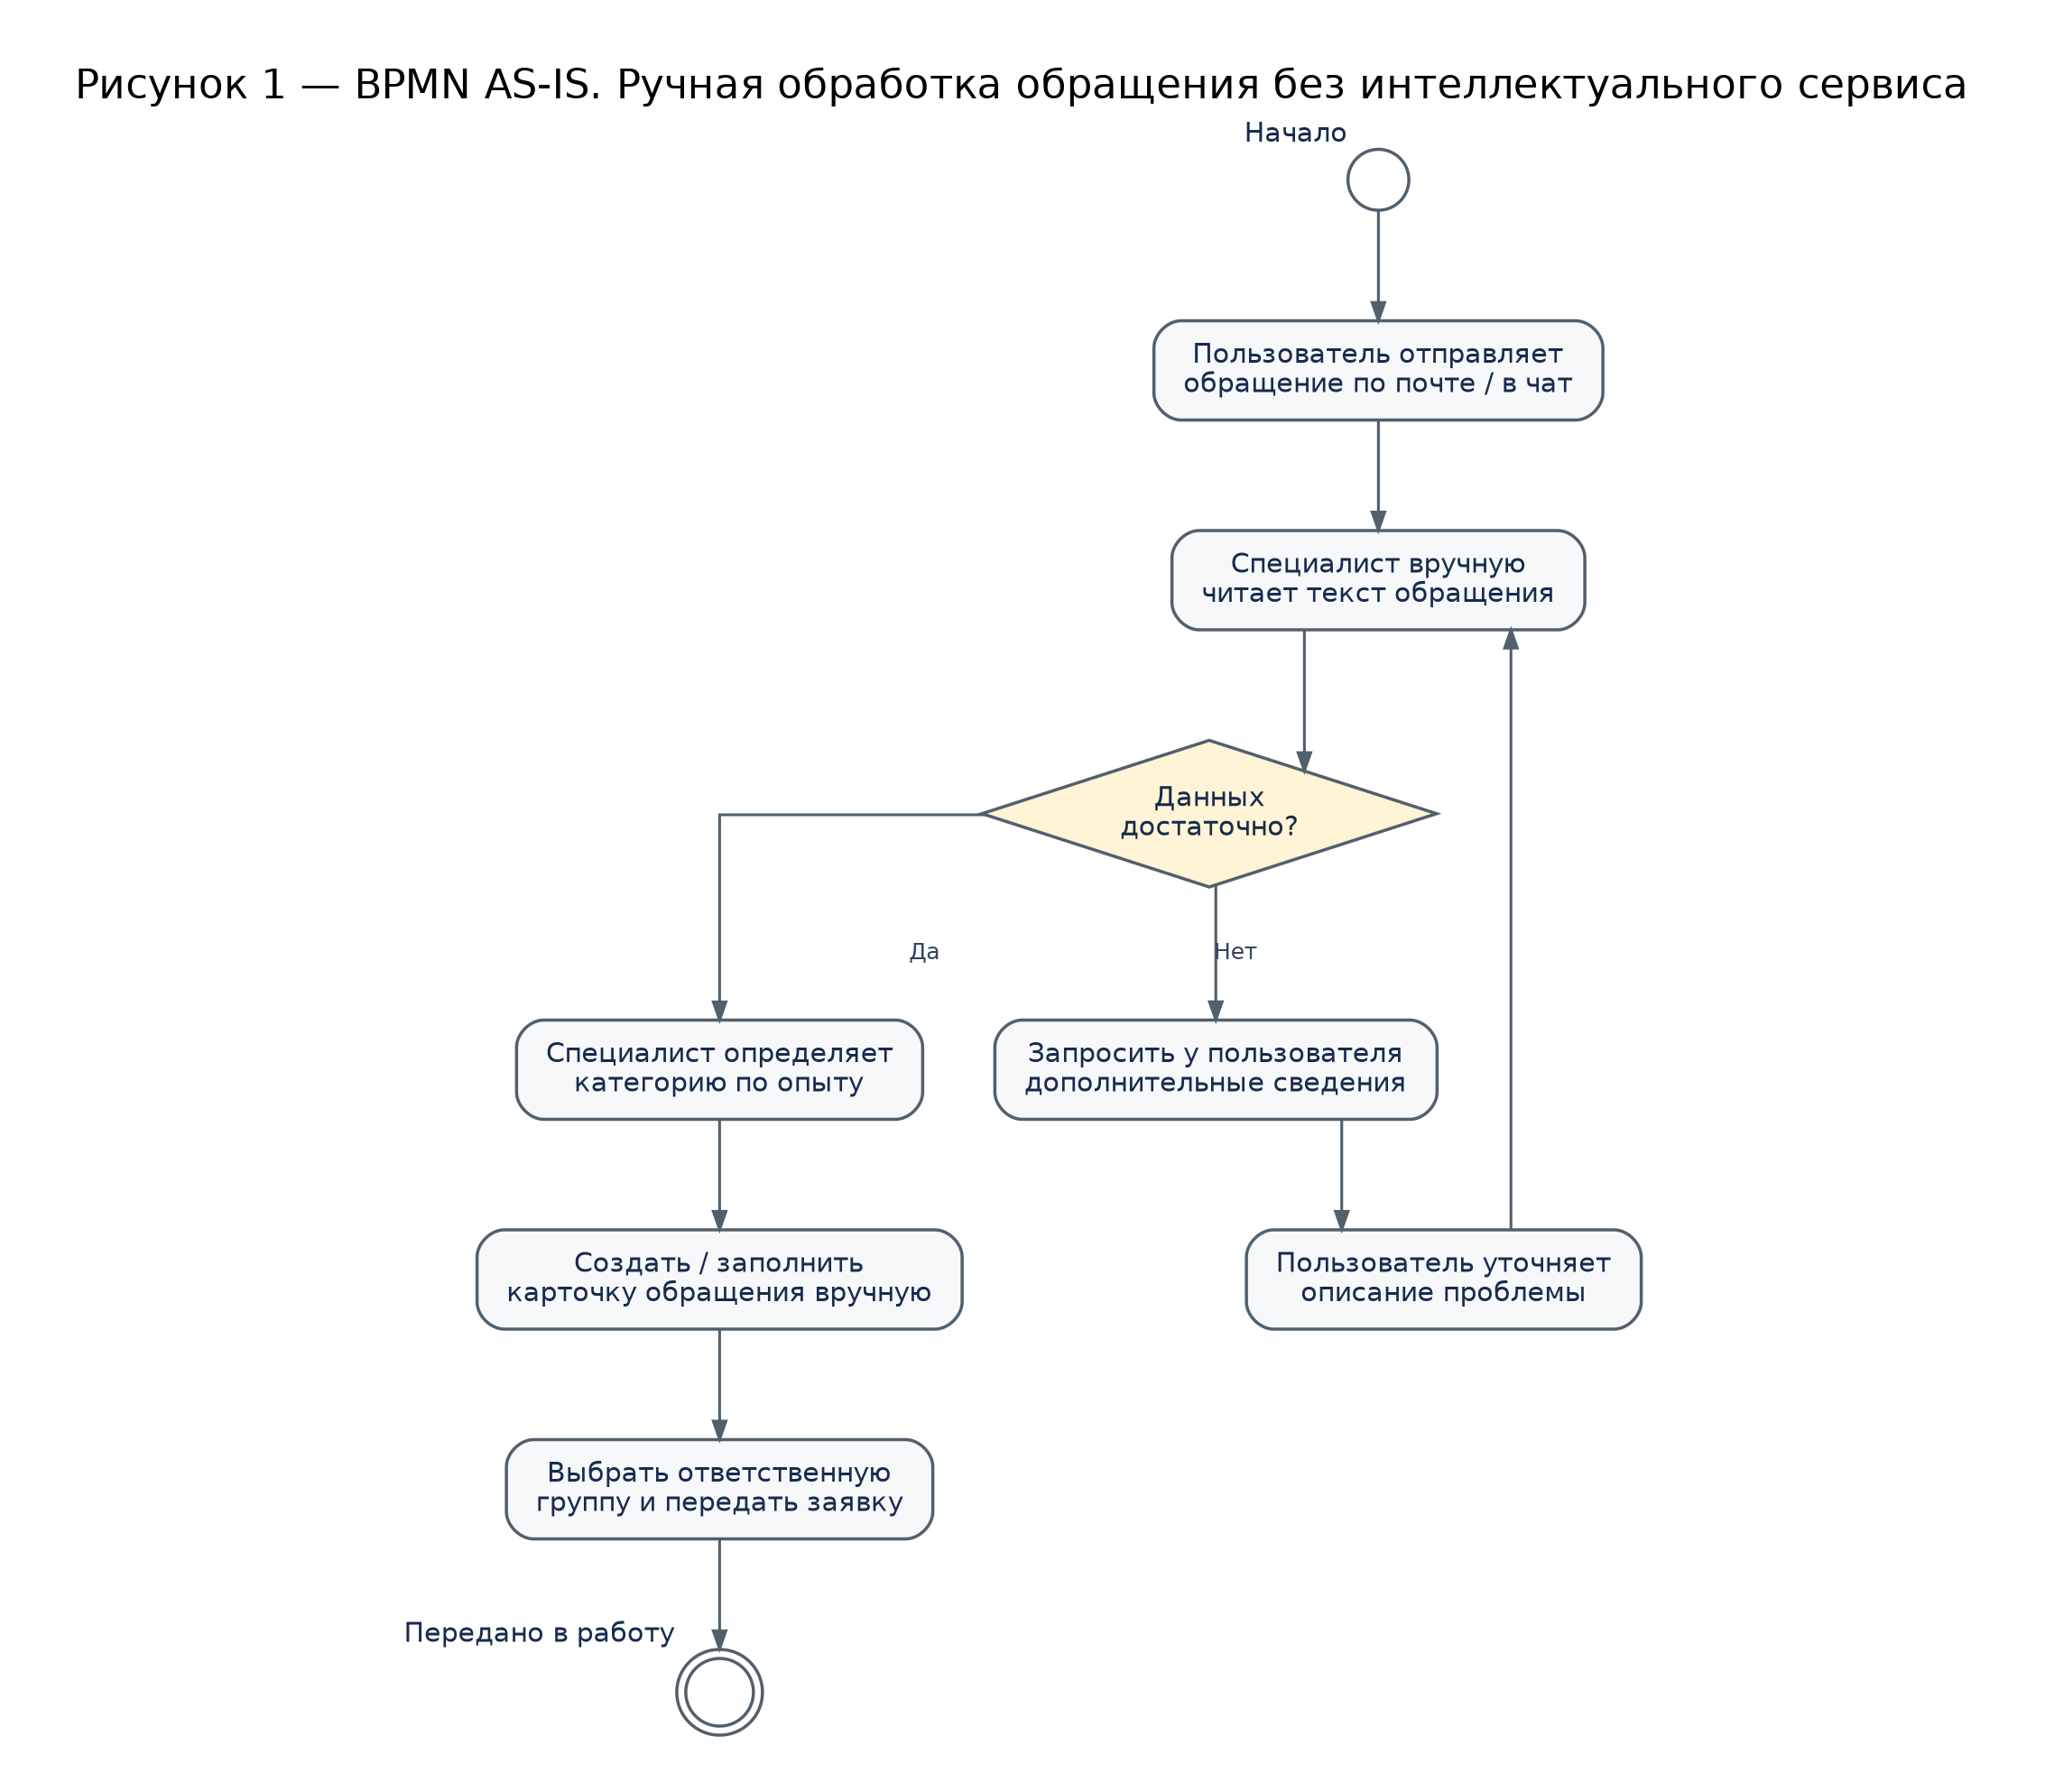 Рисунок 1 — BPMN AS-IS. Ручная обработка обращения без интеллектуального сервиса
Начало
Пользователь отправляет
обращение по почте / в чат
Специалист вручную
читает текст обращения
Данных
достаточно?
Да
Нет
Специалист определяет
категорию по опыту
Запросить у пользователя
дополнительные сведения
Создать / заполнить
карточку обращения вручную
Пользователь уточняет
описание проблемы
Выбрать ответственную
группу и передать заявку
Передано в работу